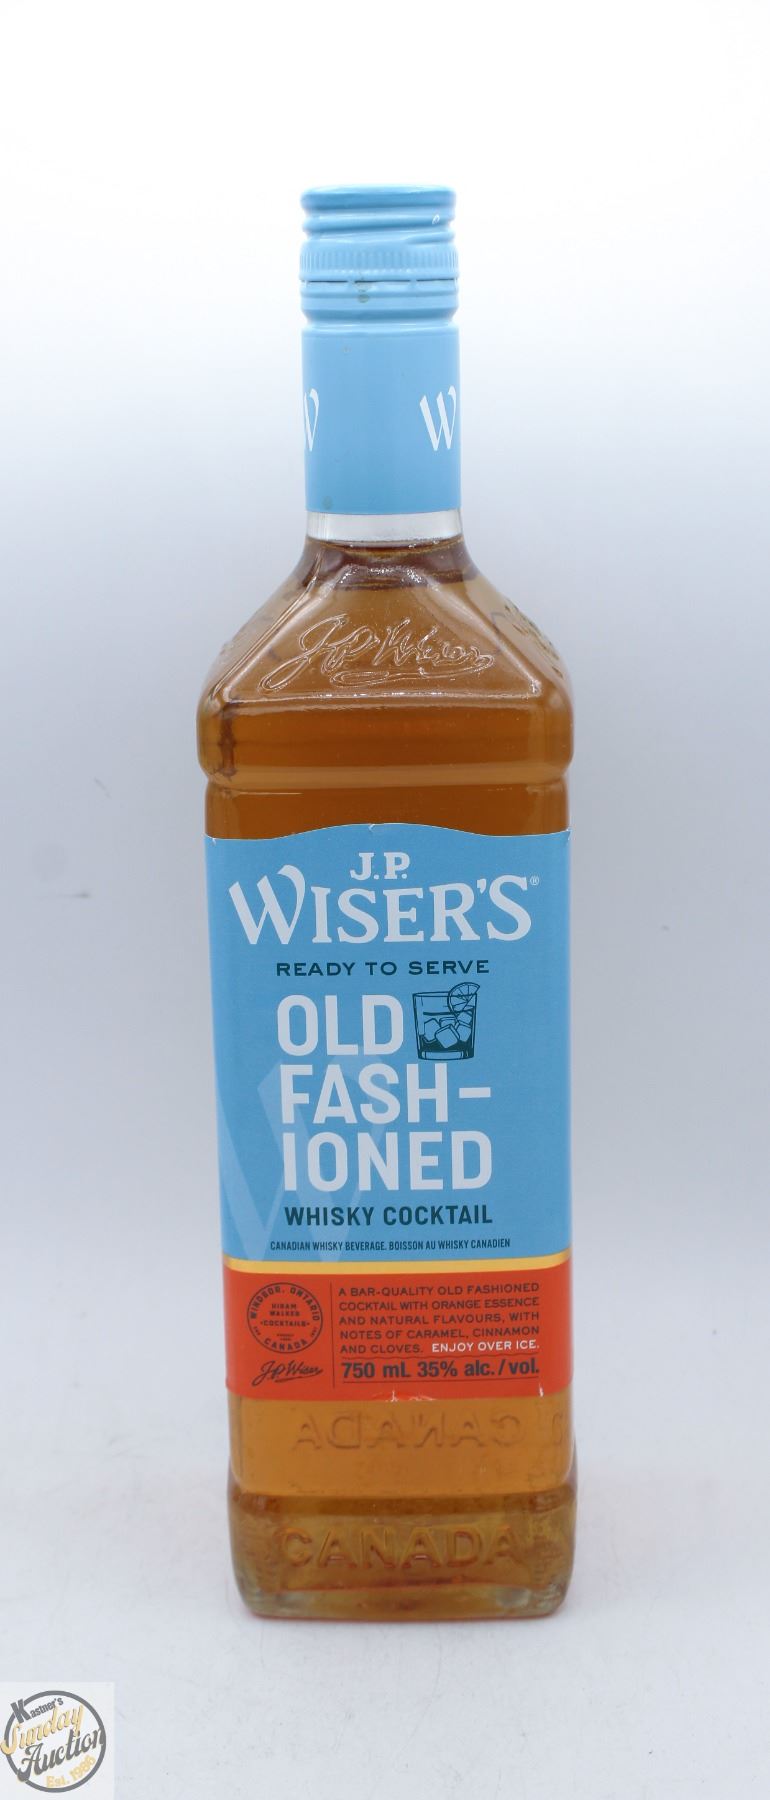 W W
J.P. Wiser
J.P.
WISER'S®
READY TO SERVE
OLD
FASH-
IONED
WHISKY COCKTAIL
CANADIAN WHISKY BEVERAGE. BOISSON AU WHISKY CANADIEN
WINDSOR, ONTARIO
HIRAM
WALKER
•COCKTAILS•
CANADA
J.P. Wiser
A BAR-QUALITY OLD FASHIONED
COCKTAIL WITH ORANGE ESSENCE
AND NATURAL FLAVOURS, WITH
NOTES OF CARAMEL, CINNAMON
AND CLOVES. ENJOY OVER ICE.
750 mL 35% alc./vol.
CANADA
CANADA
Kastner's
Sunday
Auction
Est. 1986